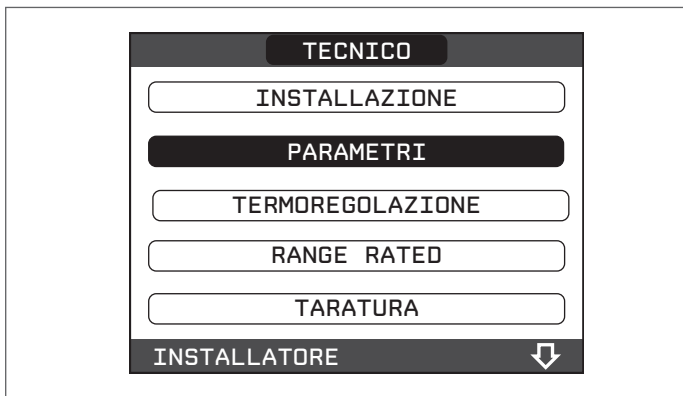 TECNICO
INSTALLAZIONE
PARAMETRI
TERMOREGOLAZIONE
RANGE RATED
TARATURA
INSTALLATORE